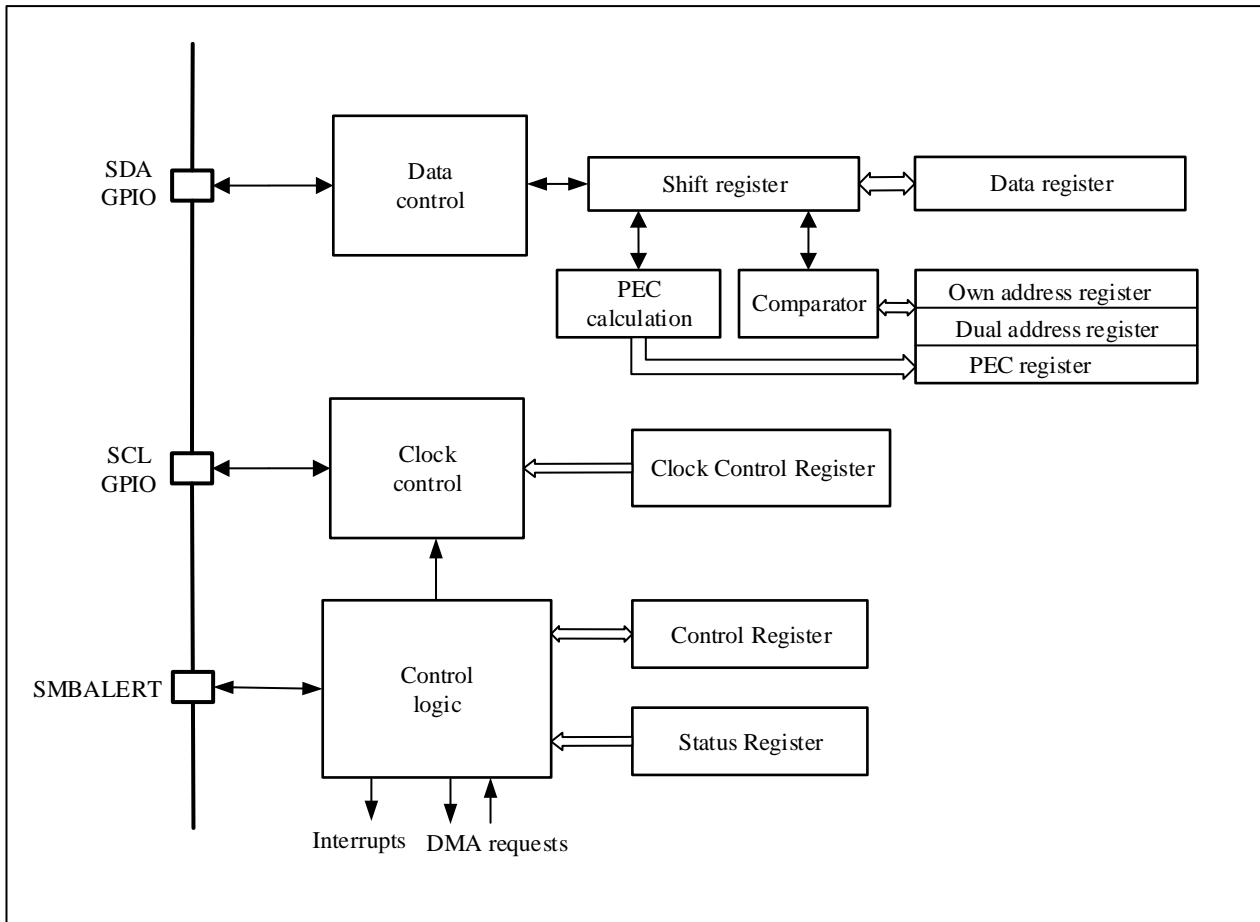 SDA
GPIO
Data
control
Shift register
Data register
PEC
calculation
Comparator
Own address register
Dual address register
PEC register
SCL
GPIO
Clock
control
Clock Control Register
SMBALERT
Control
logic
Control Register
Status Register
Interrupts
DMA requests